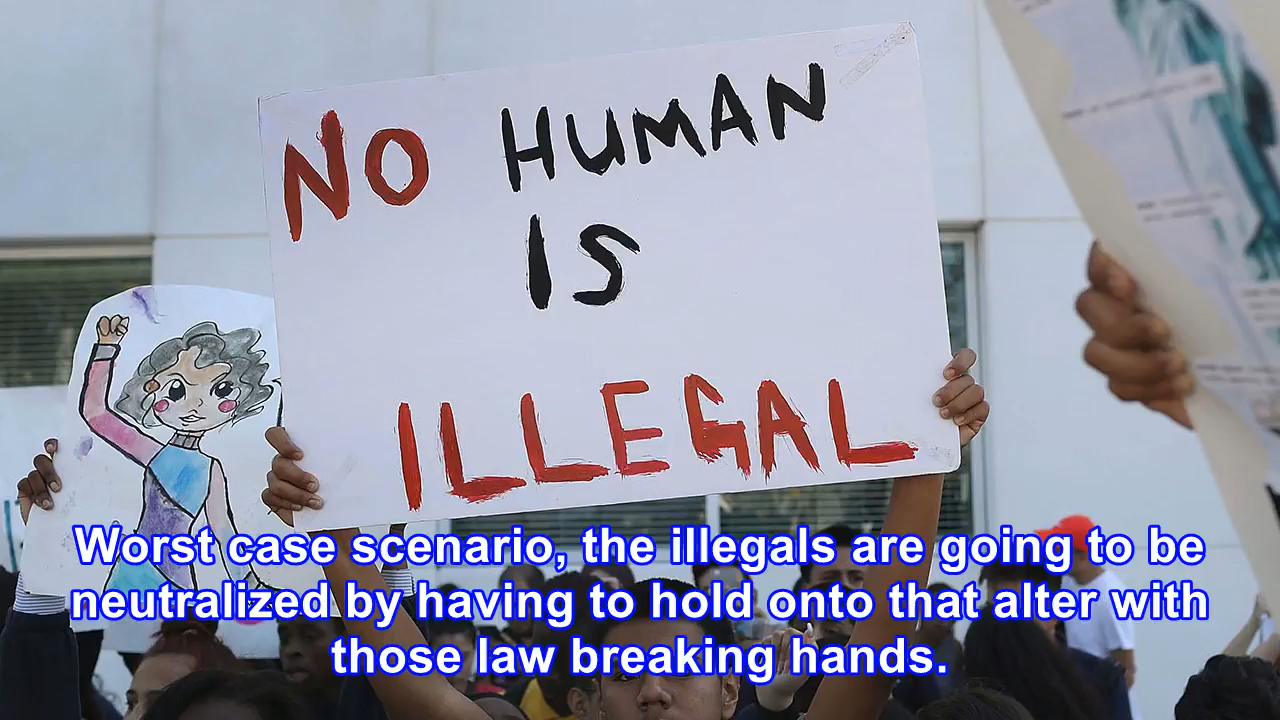 NO HUMAN
IS
ILLEGAL
Worst case scenario, the illegals are going to be
neutralized by having to hold onto that alter with
those law breaking hands.